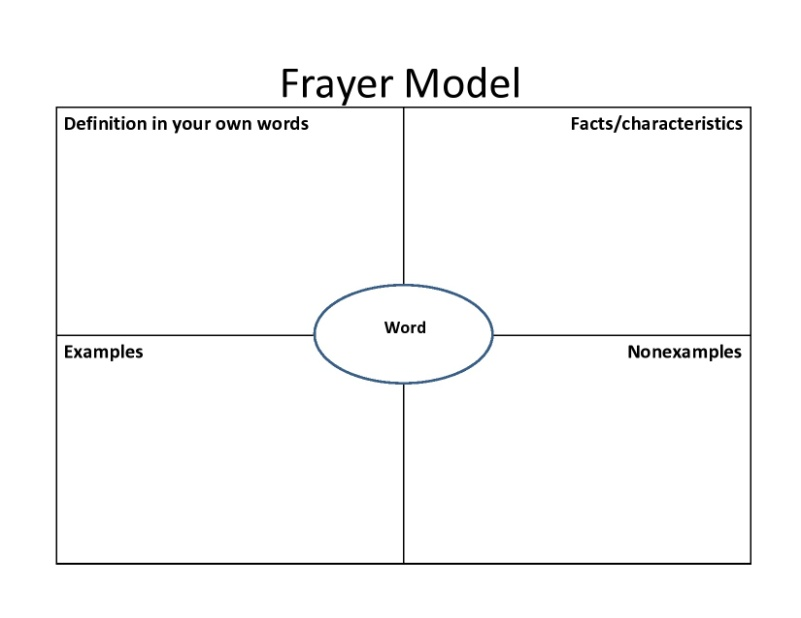 Frayer Model
Definition in your own words
Facts/characteristics
Word
Examples
Nonexamples